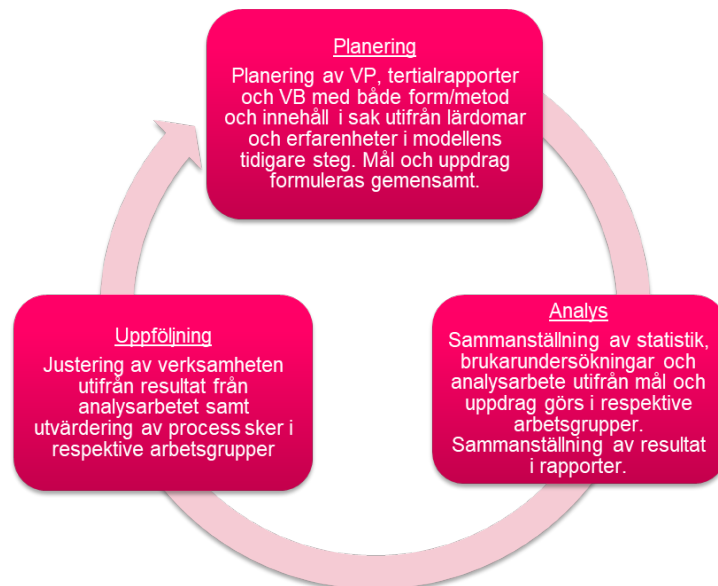 Planering
Planering av VP, tertialrapporter
och VB med både form/metod
och innehåll i sak utifrån lärdomar
och erfarenheter i modellens
tidigare steg. Mål och uppdrag
formuleras gemensamt.
Analys
Sammanställning av statistik,
brukarundersökningar och
analysarbete utifrån mål och
uppdrag görs i respektive
arbetsgrupper.
Sammanställning av resultat
i rapporter.
Uppföljning
Justering av verksamheten
utifrån resultat från
analysarbetet samt
utvärdering av process sker i
respektive arbetsgrupper